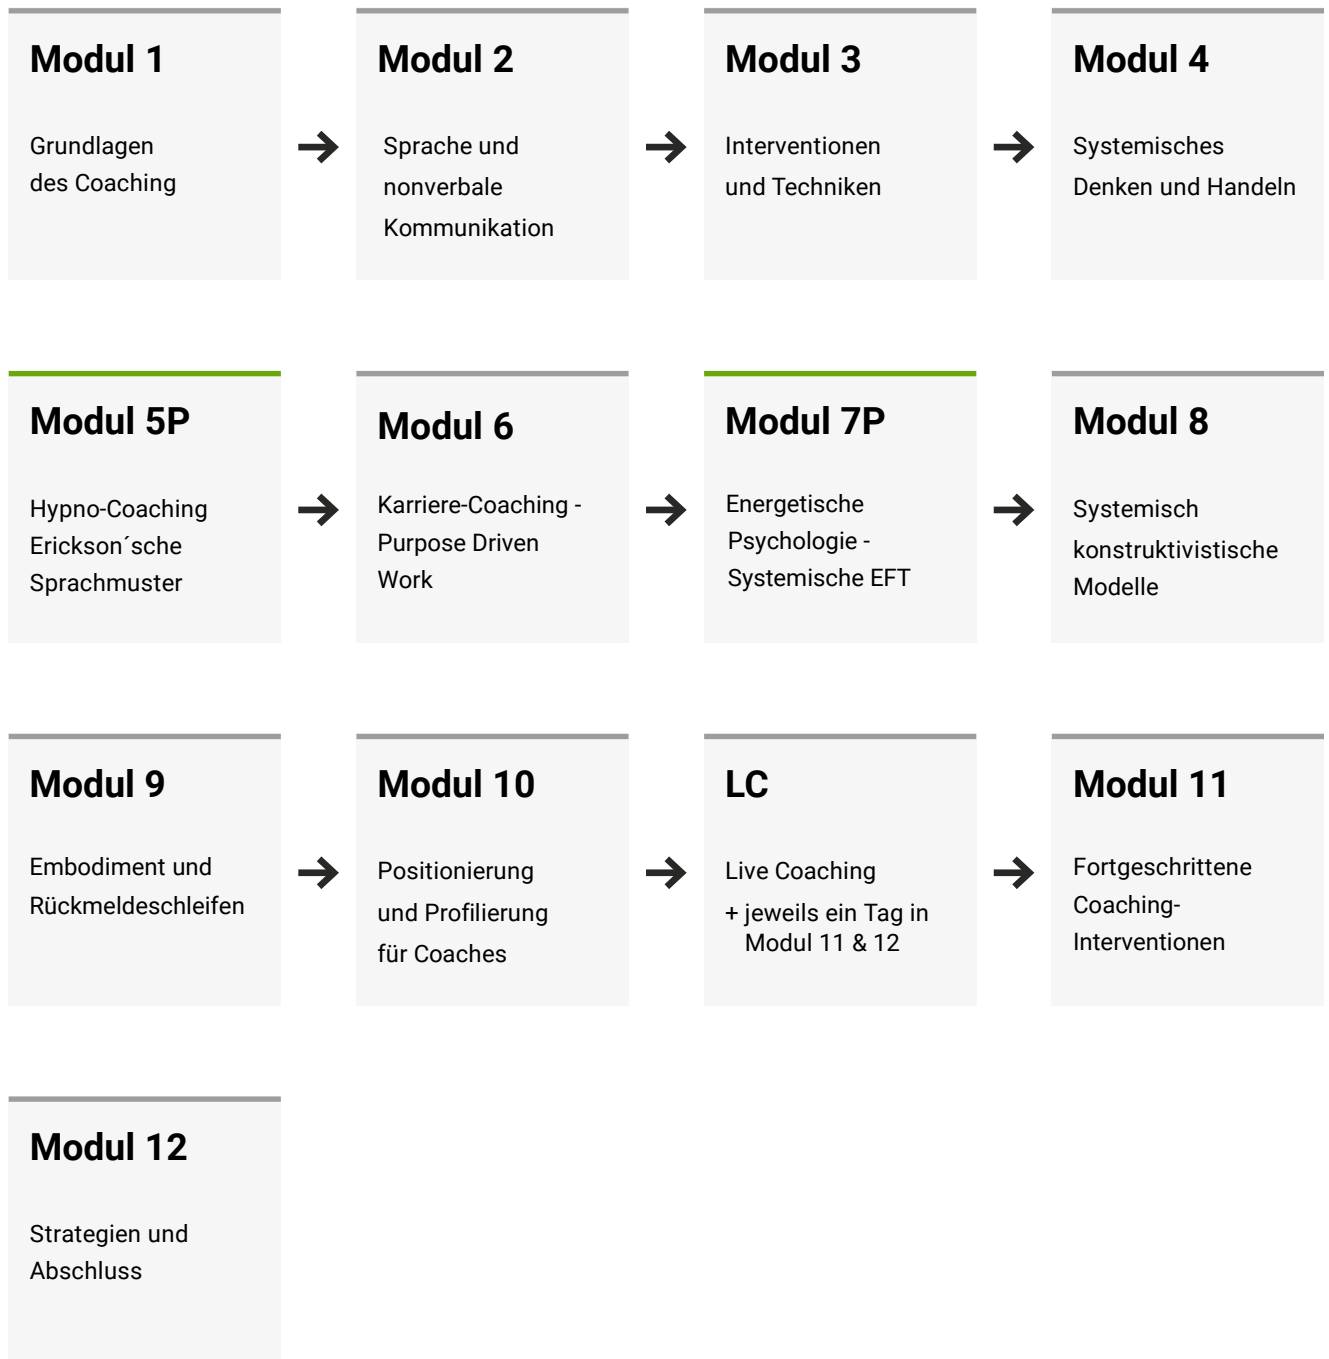 Modul 1
Grundlagen
des Coaching
Modul 2
Sprache und
nonverbale
Kommunikation
Modul 3
Interventionen
und Techniken
Modul 4
Systemisches
Denken und Handeln
Modul 5P
Hypno-Coaching
Erickson´sche
Sprachmuster
Modul 6
Karriere-Coaching -
Purpose Driven
Work
Modul 7P
Energetische
Psychologie -
Systemische EFT
Modul 8
Systemisch
konstruktivistische
Modelle
Modul 9
Embodiment und
Rückmeldeschleifen
Modul 10
Positionierung
und Profilierung
für Coaches
LC
Live Coaching
+ jeweils ein Tag in
Modul 11 & 12
Modul 11
Fortgeschrittene
Coaching-
Interventionen
Modul 12
Strategien und
Abschluss